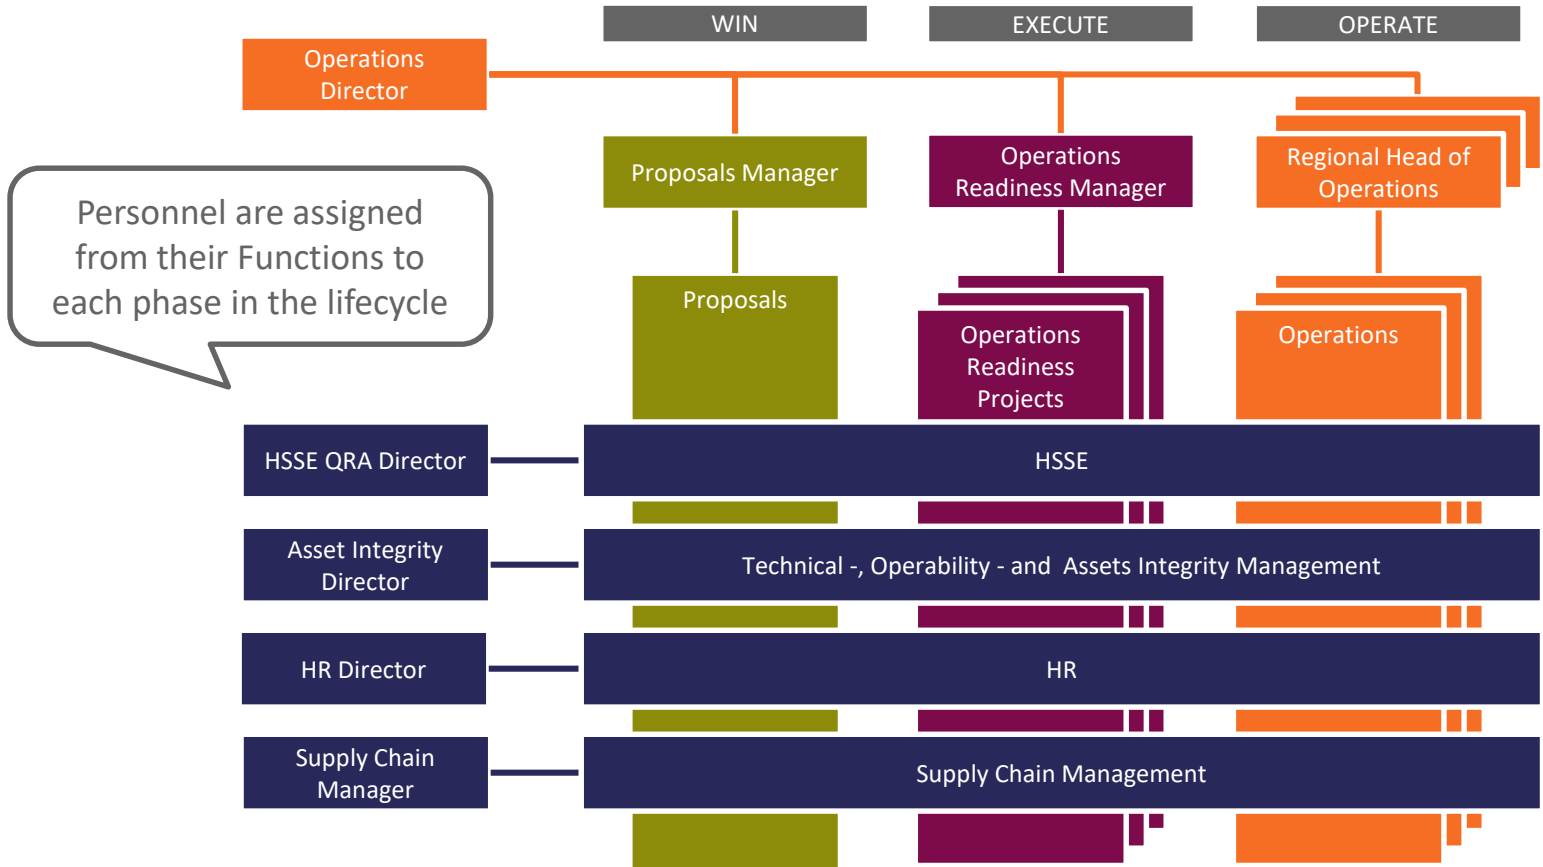 WIN
EXECUTE
OPERATE
Operations
Director
Proposals Manager
Operations
Readiness Manager
Regional Head of
Operations
Personnel are assigned
from their Functions to
each phase in the lifecycle
Proposals
Operations
Readiness
Projects
Operations
HSSE QRA Director
HSSE
Asset Integrity
Director
Technical -, Operability - and Assets Integrity Management
HR Director
HR
Supply Chain
Manager
Supply Chain Management